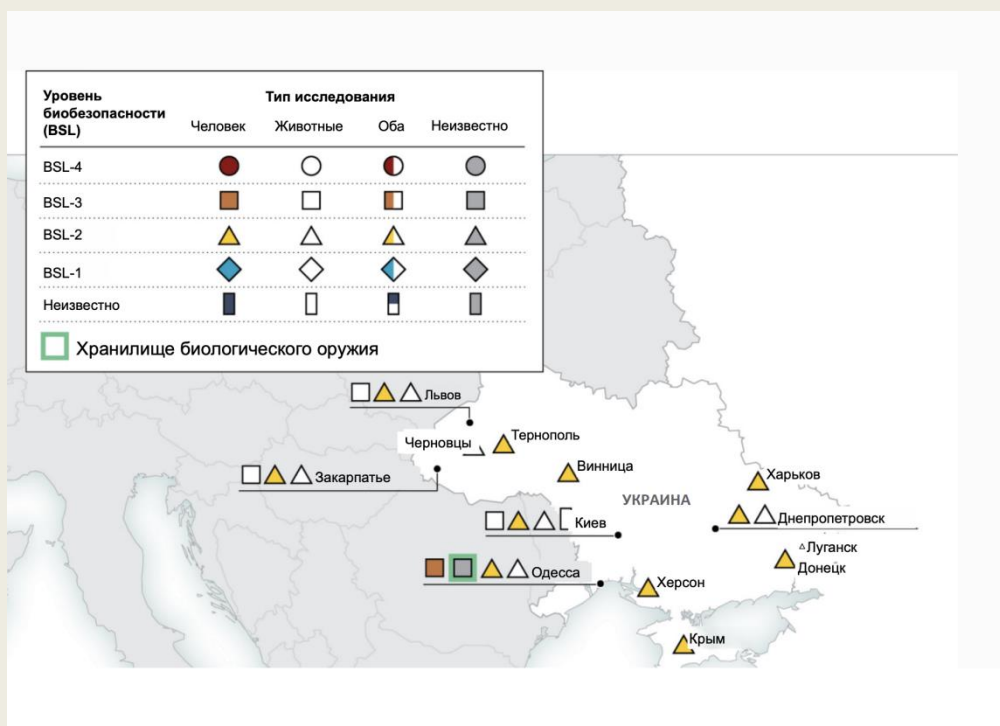 Уровень
биобезопасности
(BSL)
Тип исследования
Человек Животные Оба Неизвестно
BSL-4
BSL-3
BSL-2
BSL-1
Неизвестно
Хранилище биологического оружия
Львов
Черновцы
Тернополь
Закарпатье
Винница
Харьков
УКРАИНА
Киев
Днепропетровск
Луганск
Донецк
Одесса
Херсон
Крым